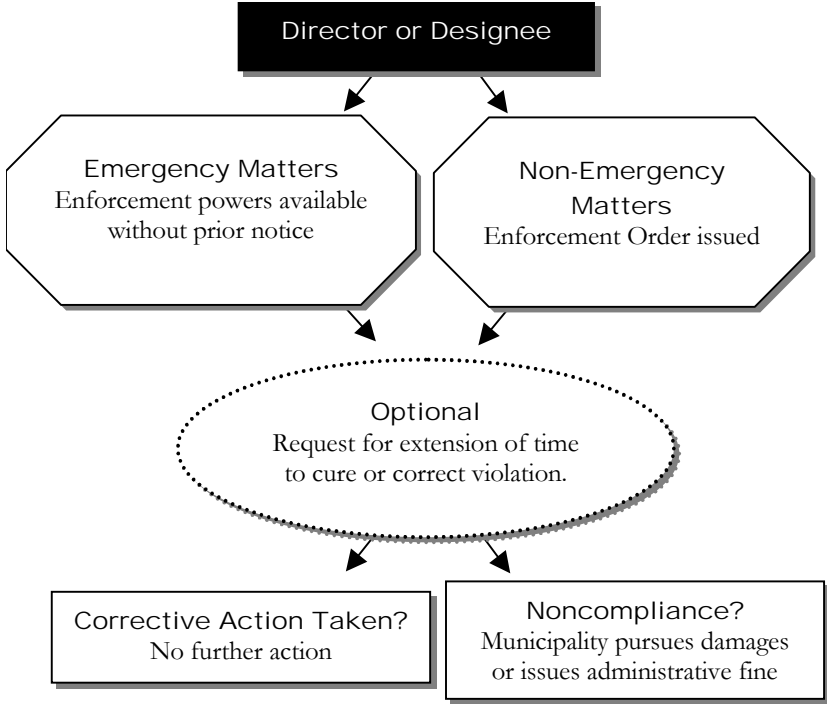 Director or Designee
Emergency Matters
Enforcement powers available
without prior notice
Non-Emergency
Matters
Enforcement Order issued
Optional
Request for extension of time
to cure or correct violation.
Corrective Action Taken?
No further action
Noncompliance?
Municipality pursues damages
or issues administrative fine